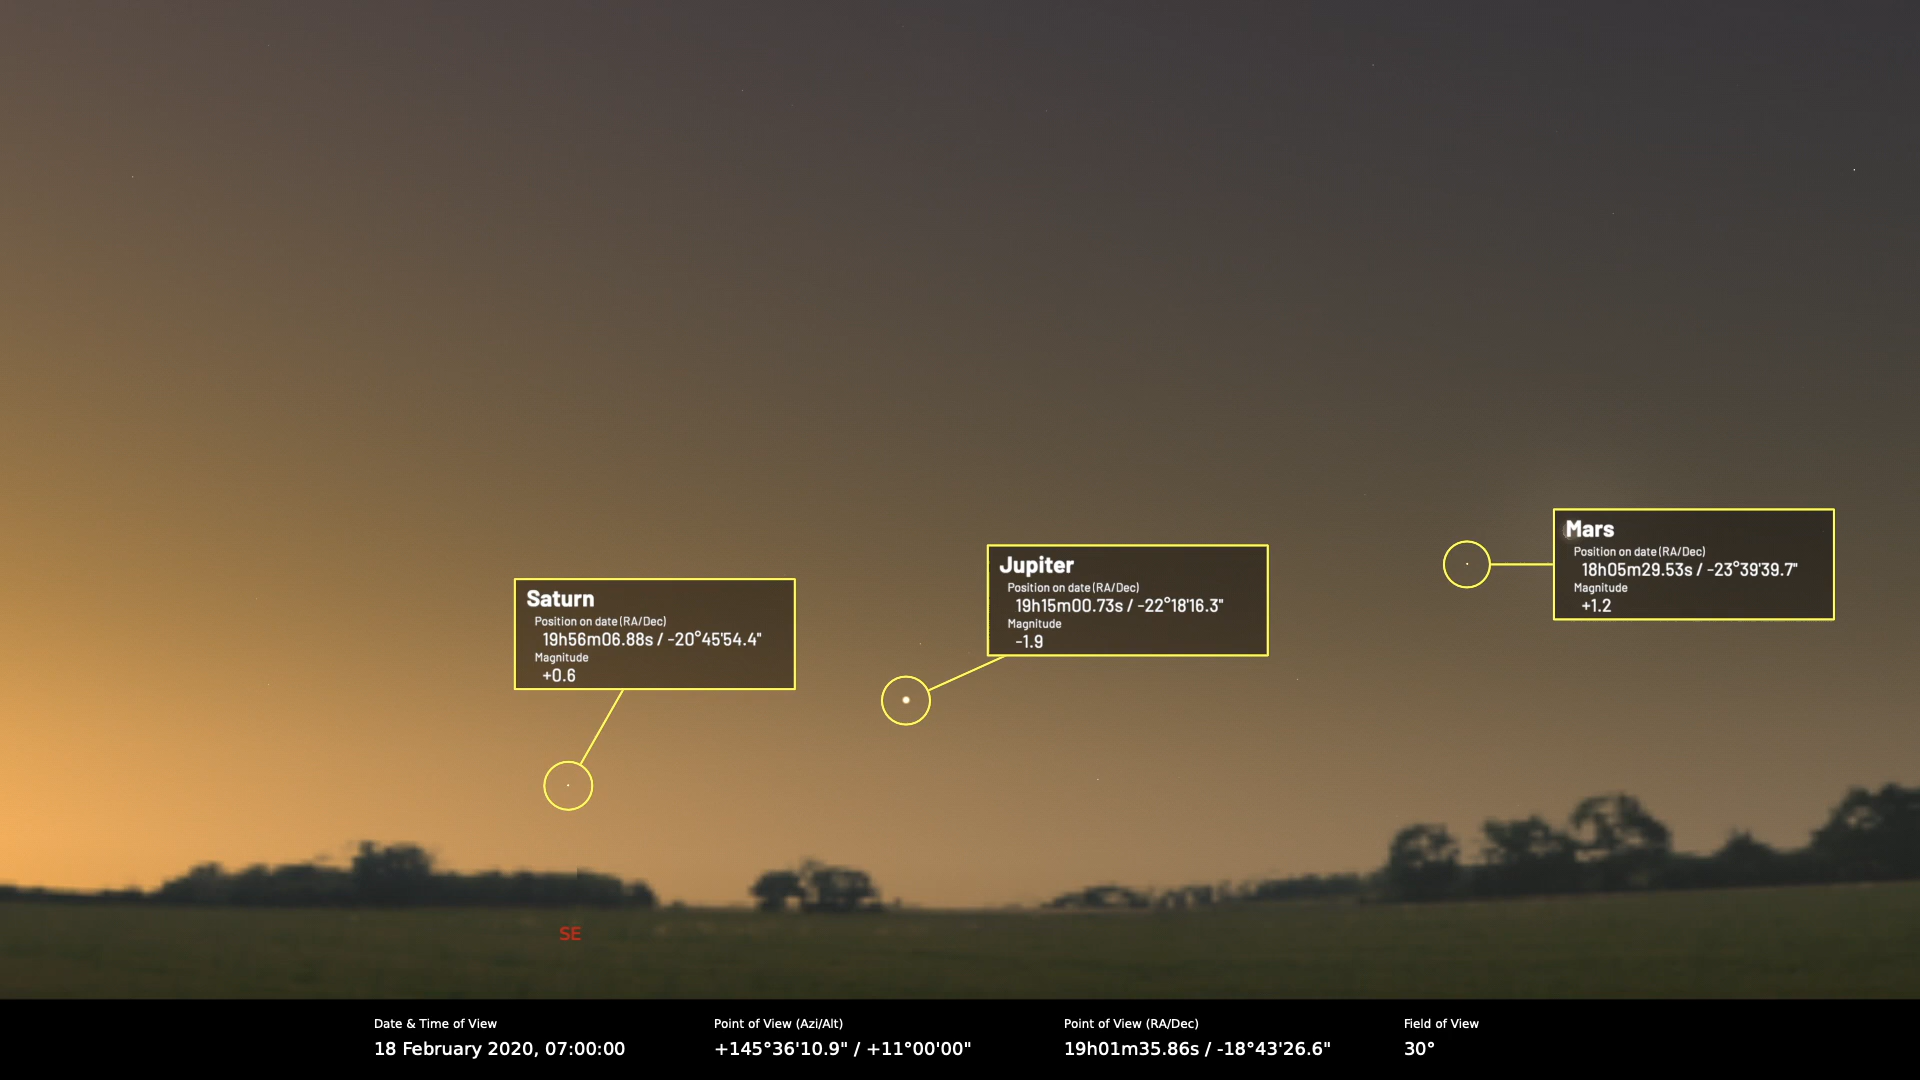 Mars
Position on date (RA/Dec)
18h05m29.53s / -23°39'39.7"
Magnitude
+1.2
Jupiter
Position on date (RA/Dec)
19h15m00.73s / -22°18'16.3"
Magnitude
-1.9
Saturn
Position on date (RA/Dec)
19h56m06.88s / -20°45'54.4"
Magnitude
+0.6
SE
Date & Time of View
18 February 2020, 07:00:00
Point of View (Azi/Alt)
+145°36'10.9" / +11°00'00"
Point of View (RA/Dec)
19h01m35.86s / -18°43'26.6"
Field of View
30°